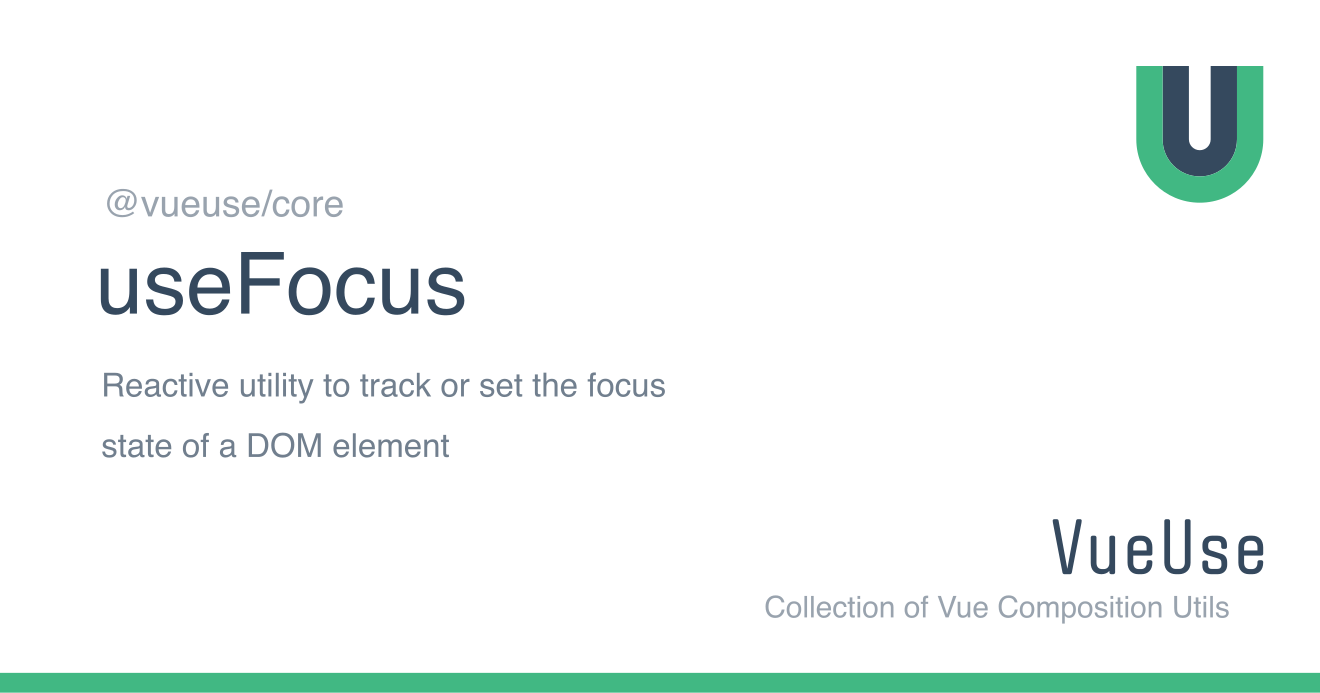 @vueuse/core
useFocus
Reactive utility to track or set the focus
state of a DOM element
VueUse
Collection of Vue Composition Utils